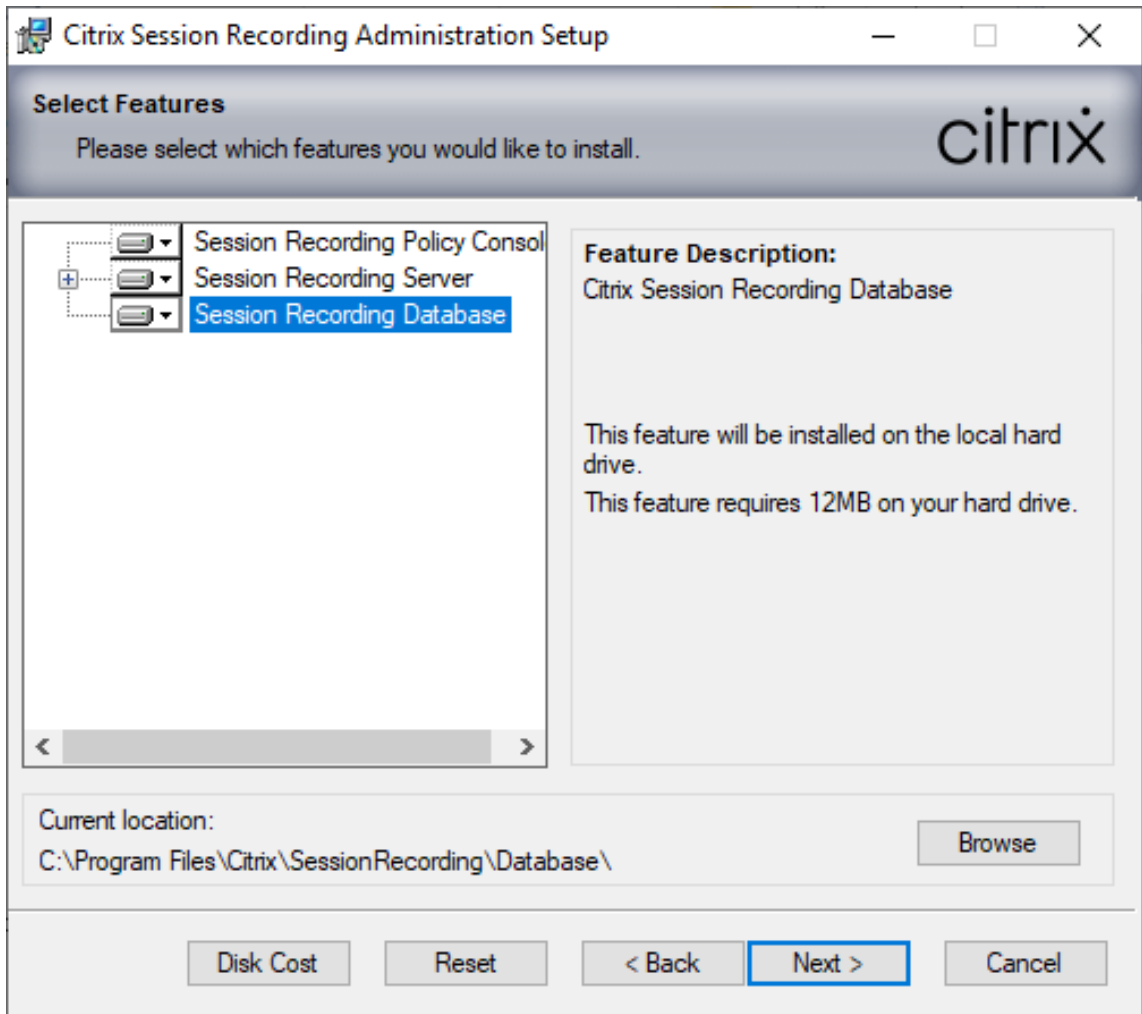 Citrix Session Recording Administration Setup
Select Features
Please select which features you would like to install.
citrix
Session Recording Policy Consol
Session Recording Server
Session Recording Database
Feature Description:
Citrix Session Recording Database
This feature will be installed on the local hard
drive.
This feature requires 12MB on your hard drive.
Current location:
C:\Program Files\Citrix\SessionRecording\Database\
Browse
Disk Cost
Reset
< Back
Next >
Cancel